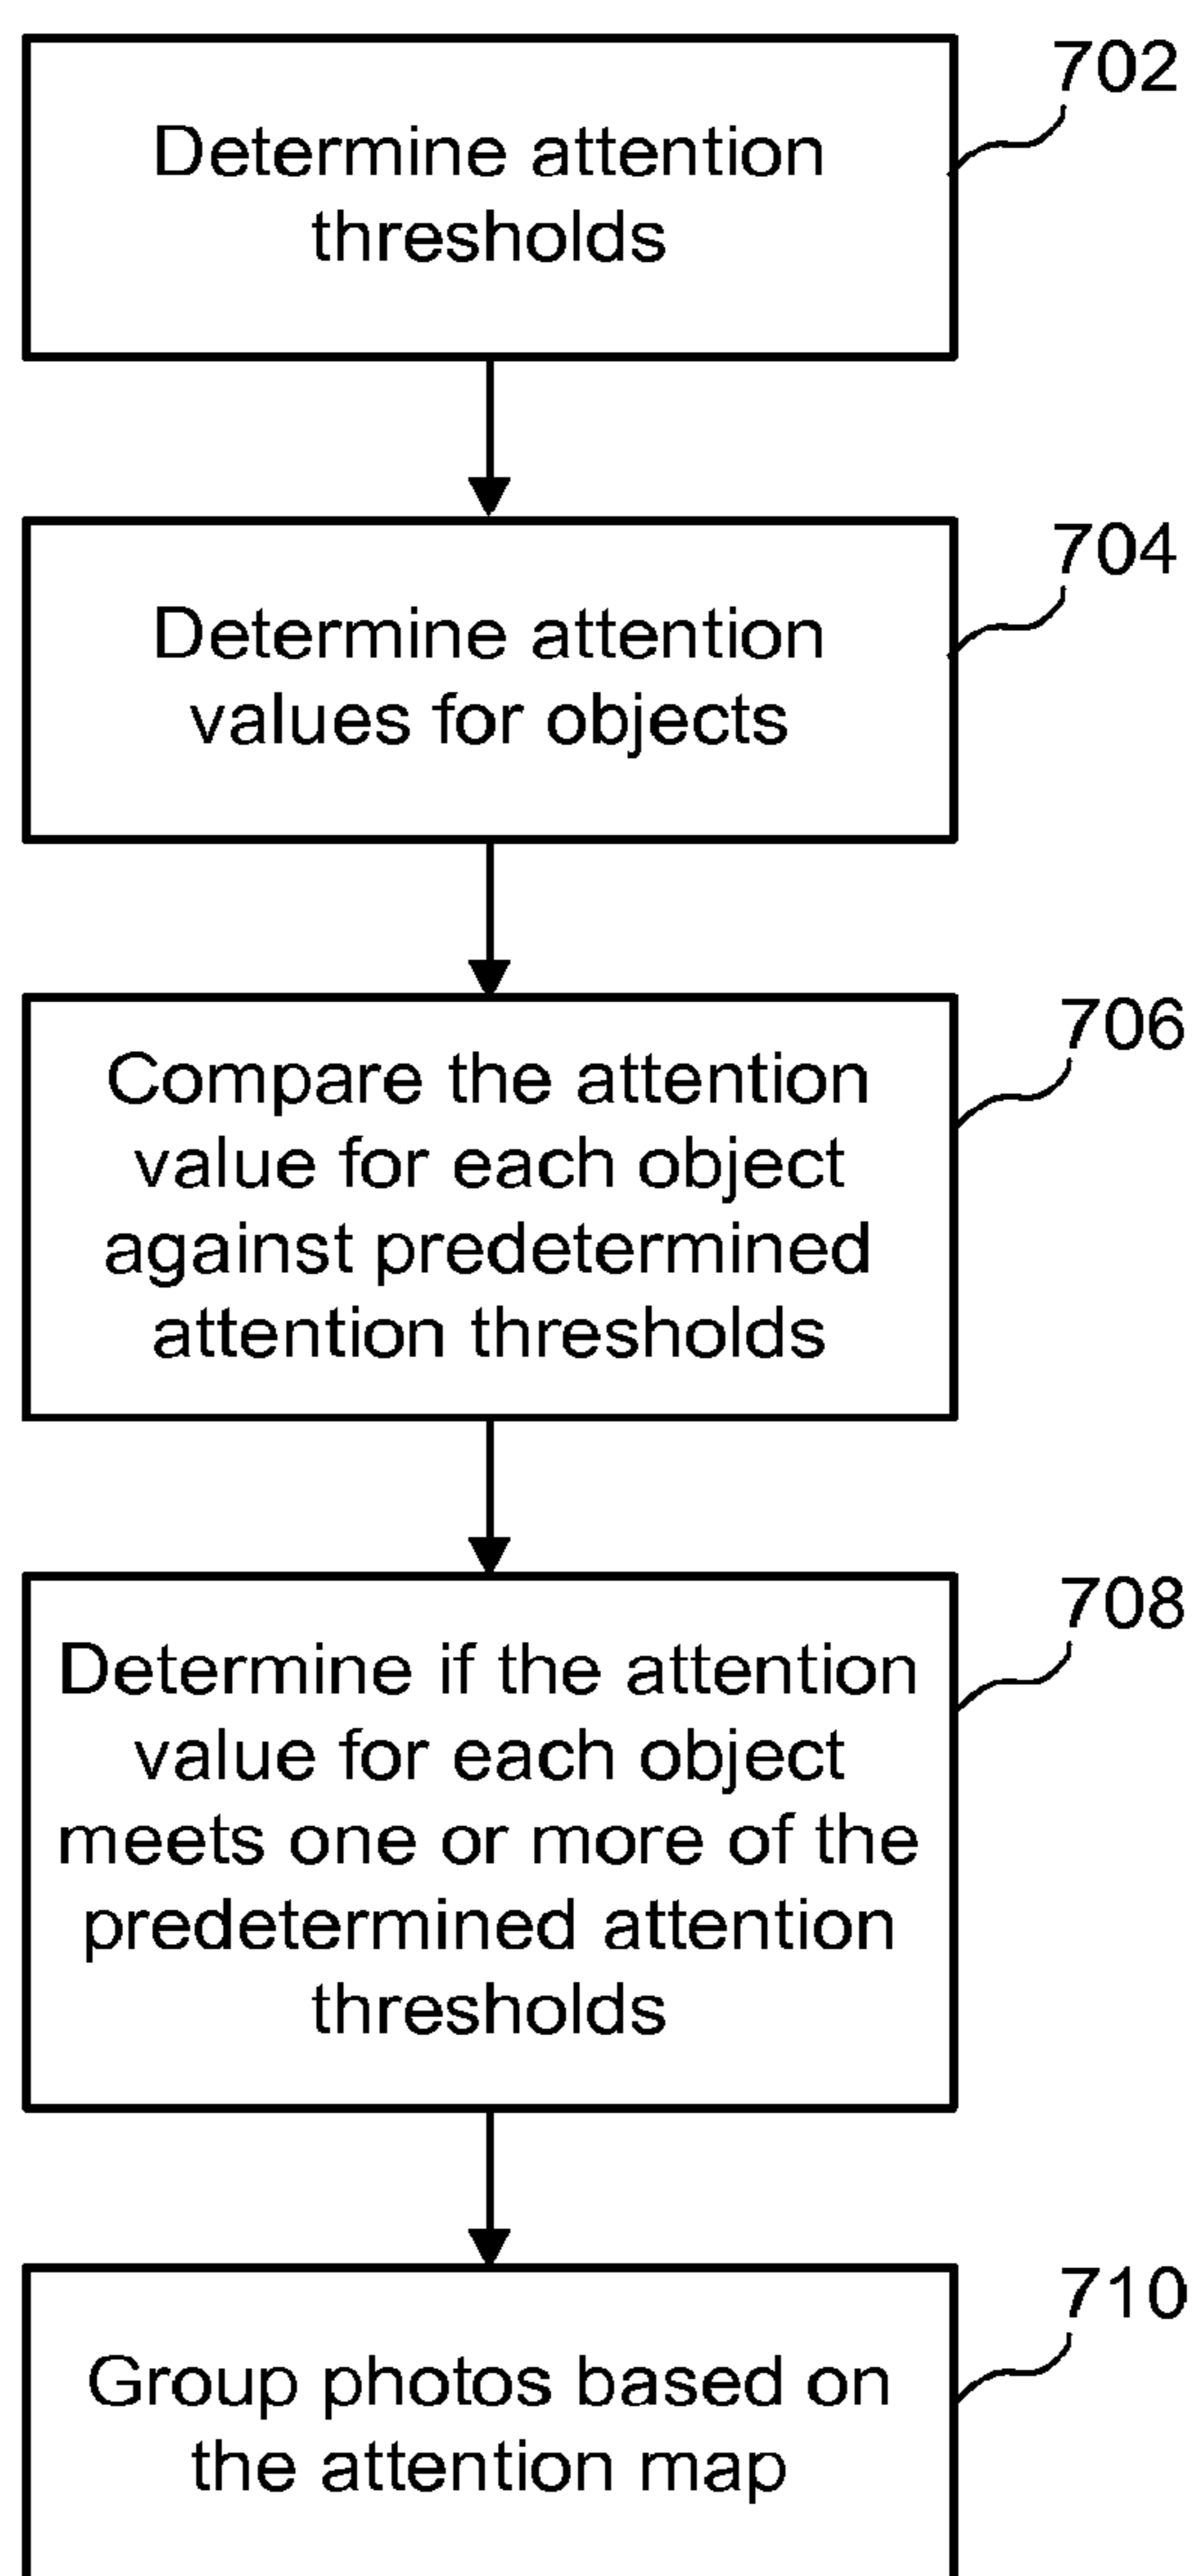 702
Determine attention
thresholds
704
Determine attention
values for objects
706
Compare the attention
value for each object
against predetermined
attention thresholds
708
Determine if the attention
value for each object
meets one or more of the
predetermined attention
thresholds
710
Group photos based on
the attention map